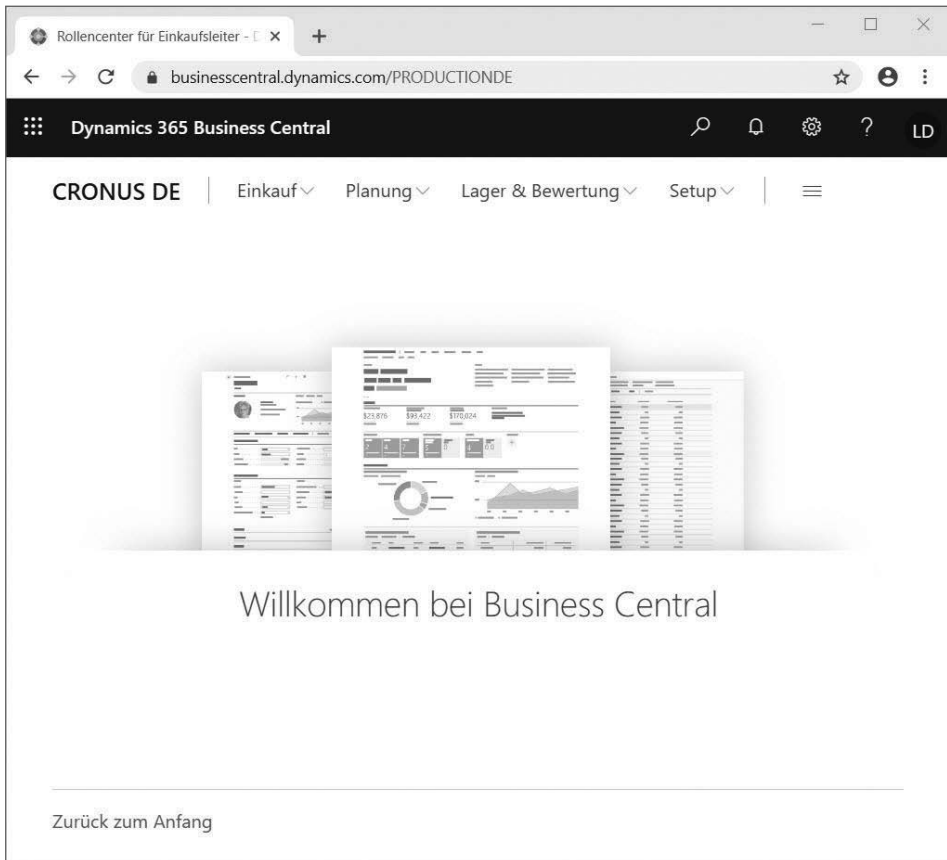 Rollencenter für Einkaufsleiter - D
businesscentral.dynamics.com/PRODUCTIONDE
Dynamics 365 Business Central
LD
CRONUS DE
Einkauf
Planung
Lager & Bewertung
Setup
$23,876 $93,422 $170,024
Willkommen bei Business Central
Zurück zum Anfang